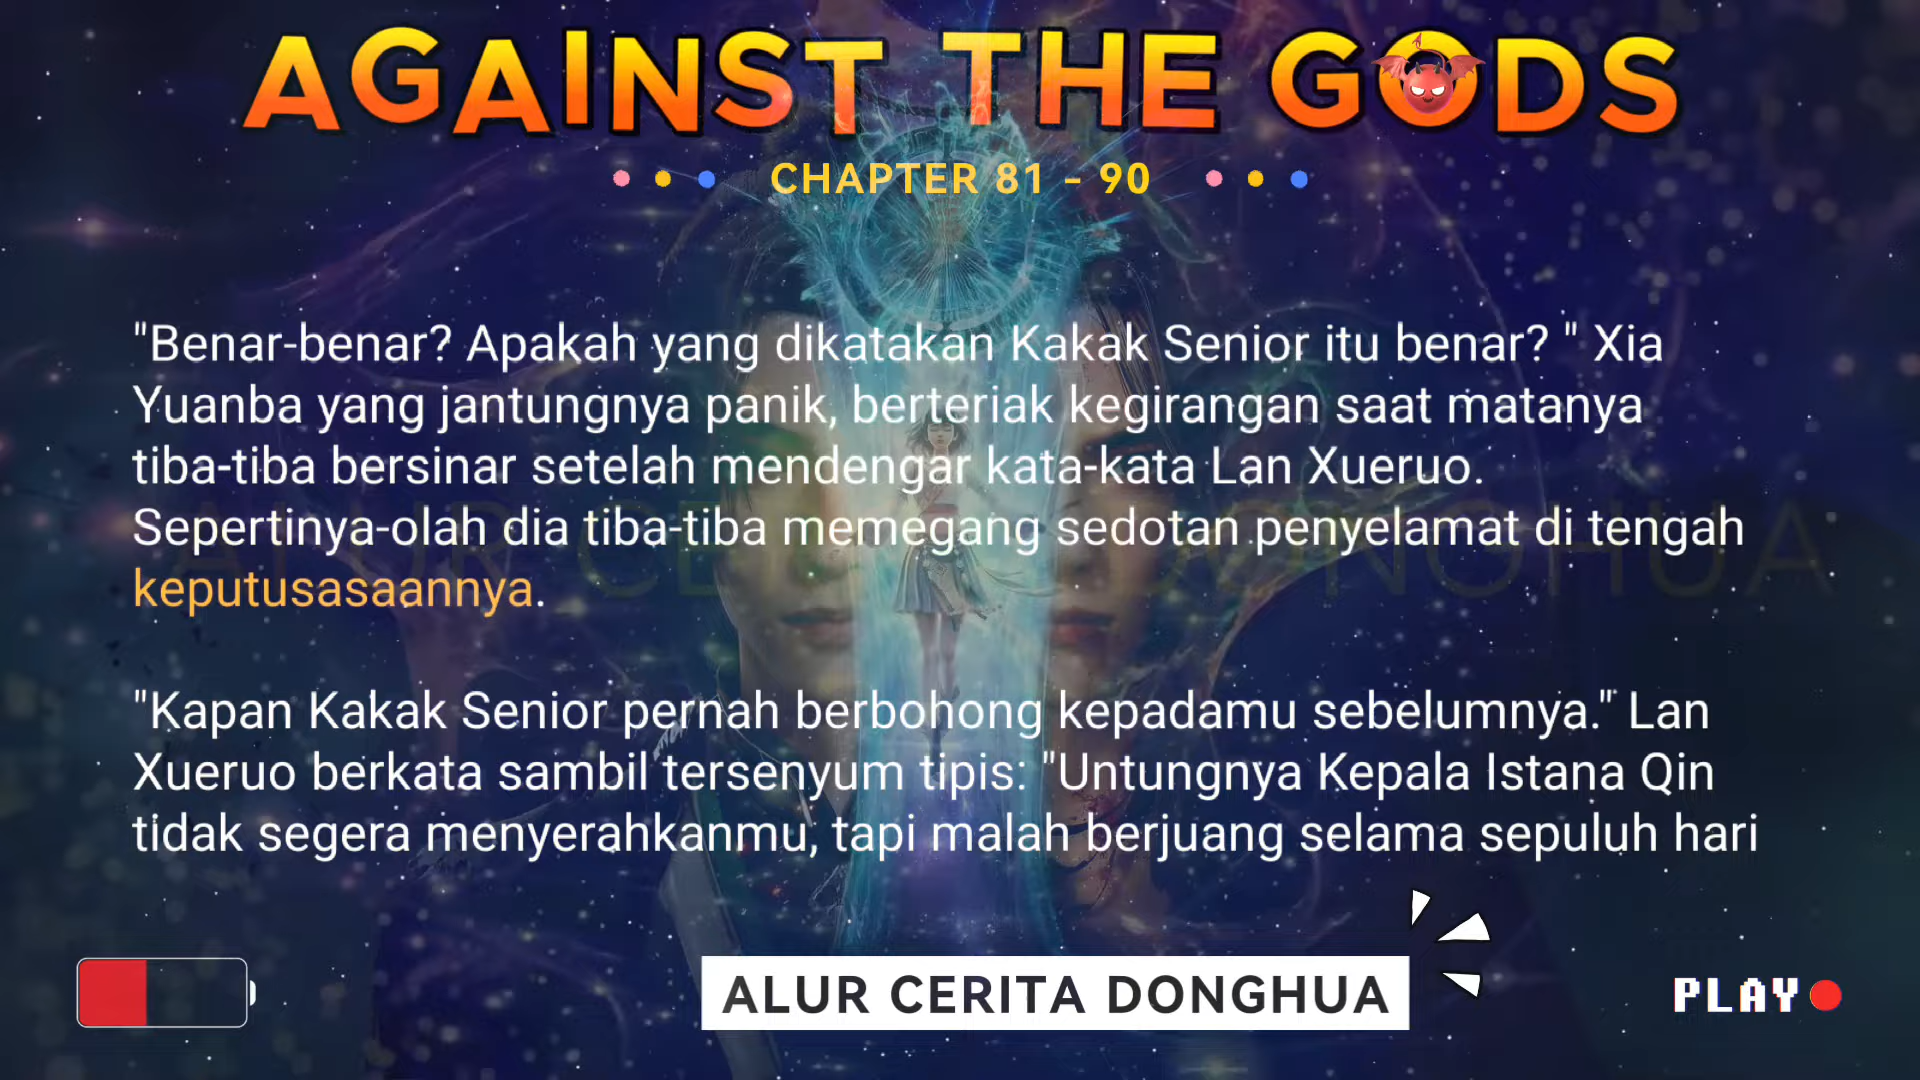 AGAINST THE GODS
CHAPTER 81 - 90
"Benar-benar? Apakah yang dikatakan Kakak Senior itu benar? " Xia
Yuanba yang jantungnya panik, berteriak kegirangan saat matanya
tiba-tiba bersinar setelah mendengar kata-kata Lan Xueruo.
Sepertinya-olah dia tiba-tiba memegang sedotan penyelamat di tengah
keputusasaannya.
"Kapan Kakak Senior pernah berbohong kepadamu sebelumnya." Lan
Xueruo berkata sambil tersenyum tipis: "Untungnya Kepala Istana Qin
tidak segera menyerahkanmu, tapi malah berjuang selama sepuluh hari
ALUR CERITA DONGHUA
ALUR CERITA DONGHUA
PLAY